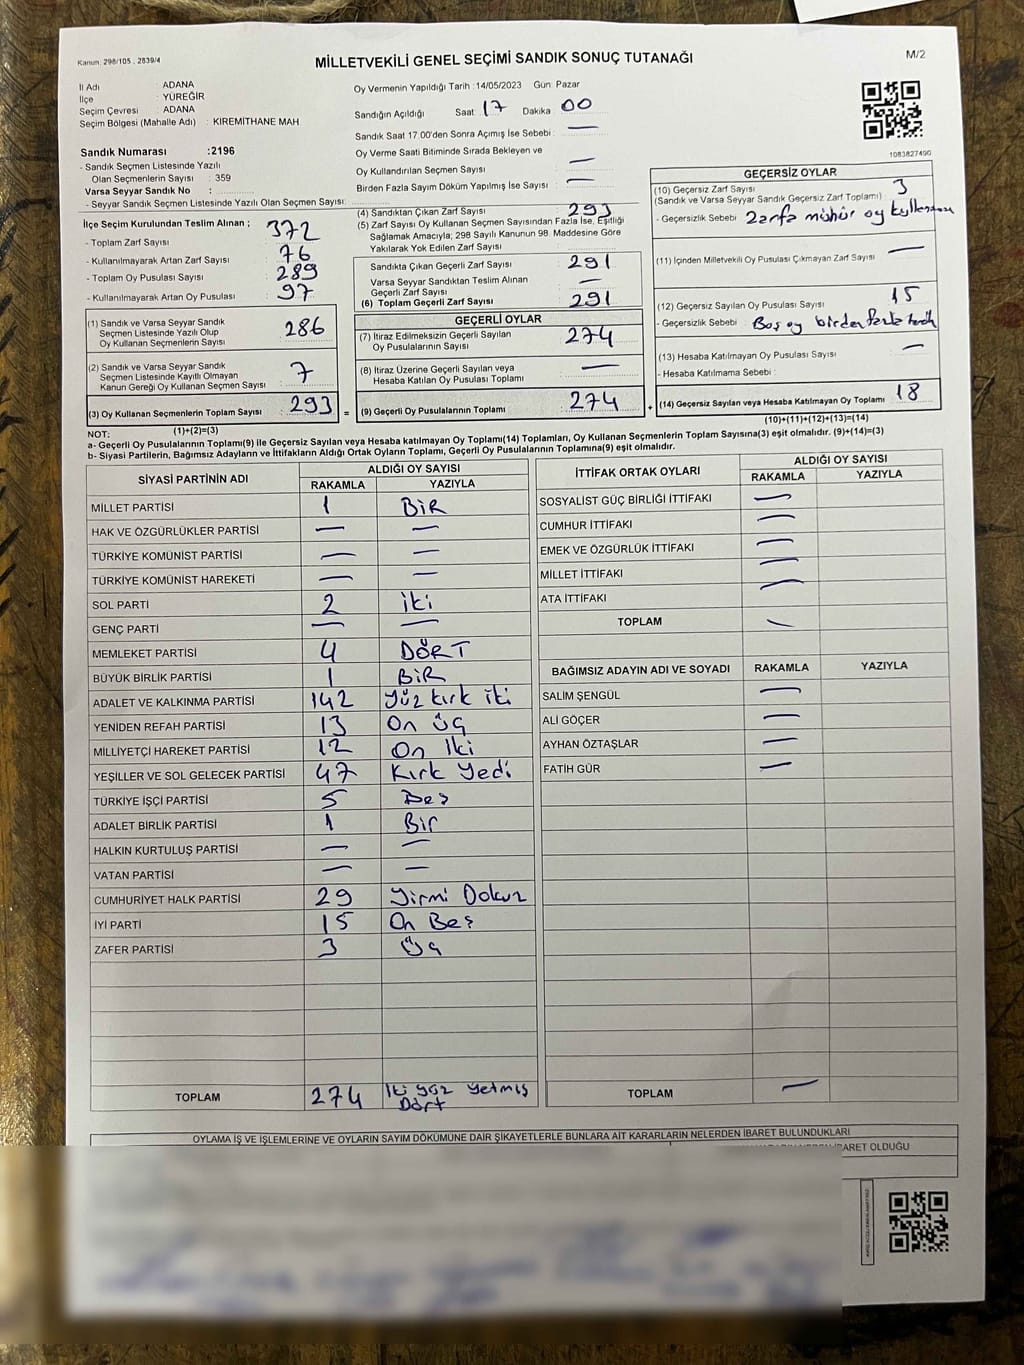 Kanun: 298/105 . 2839/4
MİLLETVEKİLİ GENEL SEÇİMİ SANDIK SONUÇ TUTANAĞI
M/2
İl Adı : ADANA
İlçe : YÜREĞİR
Seçim Çevresi : ADANA
Seçim Bölgesi (Mahalle Adı) : KIREMİTHANE MAH.
Sandık Numarası :2196
- Sandık Seçmen Listesinde Yazılı
Olan Seçmenlerin Sayısı : 359
Varsa Seyyar Sandık No :
- Seyyar Sandık Seçmen Listesinde Yazılı Olan Seçmen Sayısı:
Oy Vermenin Yapıldığı Tarih :14/05/2023 Gün: Pazar
Sandığın Açıldığı Saat 17 Dakika 00
Sandık Saat 17.00'den Sonra Açımış İse Sebebi : —
Oy Verme Saati Bitiminde Sırada Bekleyen ve
Oy Kullandırılan Seçmen Sayısı —
Birden Fazla Sayım Döküm Yapılmış İse Sayısı —
1083827490
İlçe Seçim Kurulundan Teslim Alınan ;
- Toplam Zarf Sayısı 372
- Kullanılmayarak Artan Zarf Sayısı : 76
- Toplam Oy Pusulası Sayısı 289
- Kullanılmayarak Artan Oy Pusulası 97
(1) Sandık ve Varsa Seyyar Sandık
Seçmen Listesinde Yazılı Olup
Oy Kullanan Seçmenlerin Sayısı 286
(2) Sandık ve Varsa Seyyar Sandık
Seçmen Listesinde Kayıtlı Olmayan
Kanun Gereği Oy Kullanan Seçmen Sayısı 7
(3) Oy Kullanan Seçmenlerin Toplam Sayısı 293 =
(1)+(2)=(3)
(4) Sandıktan Çıkan Zarf Sayısı 293
(5) Zarf Sayısı Oy Kullanan Seçmen Sayısından Fazla İse, Eşitliği
Sağlamak Amacıyla; 298 Sayılı Kanunun 98. Maddesine Göre
Yakılarak Yok Edilen Zarf Sayısı :
Sandıkta Çıkan Geçerli Zarf Sayısı 291
Varsa Seyyar Sandıktan Teslim Alınan
Geçerli Zarf Sayısı —
(6) Toplam Geçerli Zarf Sayısı 291
GEÇERLİ OYLAR
(7) İtiraz Edilmeksizin Geçerli Sayılan
Oy Pusulalarının Sayısı 274
(8) İtiraz Üzerine Geçerli Sayılan veya
Hesaba Katılan Oy Pusulası Toplamı —
(9) Geçerli Oy Pusulalarının Toplamı 274 +
GEÇERSİZ OYLAR
(10) Geçersiz Zarf Sayısı 3
(Sandık ve Varsa Seyyar Sandık Geçersiz Zarf Toplamı)
- Geçersizlik Sebebi zarfa mühür oy
(11) İçinden Milletvekili Oy Pusulası Çıkmayan Zarf Sayısı —
(12) Geçersiz Sayılan Oy Pusulası Sayısı 15
- Geçersizlik Sebebi Boş oy birden fazla
(13) Hesaba Katılmayan Oy Pusulası Sayısı —
- Hesaba Katılmama Sebebi :
(14) Geçersiz Sayılan veya Hesaba Katılmayan Oy Toplamı 18
(10)+(11)+(12)+(13)=(14)
NOT:
a- Geçerli Oy Pusulalarının Toplamı(9) ile Geçersiz Sayılan veya Hesaba katılmayan Oy Toplamı(14) Toplamları, Oy Kullanan Seçmenlerin Toplam Sayısına(3) eşit olmalıdır. (9)+(14)=(3)
b- Siyasi Partilerin, Bağımsız Adayların ve İttifakların Aldığı Ortak Oyların Toplamı, Geçerli Oy Pusulalarının Toplamına(9) eşit olmalıdır.
SİYASİ PARTİNİN ADI ALDIĞI OY SAYISI
RAKAMLA YAZIYLA
MİLLET PARTİSİ 1 BİR
HAK VE ÖZGÜRLÜKLER PARTİSİ — —
TÜRKİYE KOMÜNİST PARTİSİ — —
TÜRKİYE KOMÜNİST HAREKETİ — —
SOL PARTİ 2 iki
GENÇ PARTİ — —
MEMLEKET PARTİSİ 4 DÖRT
BÜYÜK BİRLİK PARTİSİ 1 BİR
ADALET VE KALKINMA PARTİSİ 142 Yüz kırk iki
YENİDEN REFAH PARTİSİ 13 On üç
MİLLİYETÇİ HAREKET PARTİSİ 12 On iki
YEŞİLLER VE SOL GELECEK PARTİSİ 47 Kırk Yedi
TÜRKİYE İŞÇİ PARTİSİ 5 Beş
ADALET BİRLİK PARTİSİ 1 Bir
HALKIN KURTULUŞ PARTİSİ — —
VATAN PARTİSİ — —
CUMHURİYET HALK PARTİSİ 29 Yirmi Dokuz
İYİ PARTİ 15 On Beş
ZAFER PARTİSİ 3 Üç
TOPLAM 274 İki yüz yetmiş
Dört
İTTİFAK ORTAK OYLARI ALDIĞI OY SAYISI
RAKAMLA YAZIYLA
SOSYALİST GÜÇ BİRLİĞİ İTTİFAKI —
CUMHUR İTTİFAKI —
EMEK VE ÖZGÜRLÜK İTTİFAKI —
MİLLET İTTİFAKI —
ATA İTTİFAKI —
TOPLAM —
BAĞIMSIZ ADAYIN ADI VE SOYADI RAKAMLA YAZIYLA
SALİM ŞENGÜL —
ALİ GÖÇER —
AYHAN ÖZTAŞLAR —
FATİH GÜR —
TOPLAM —
OYLAMA İŞ VE İŞLEMLERINE VE OYLARIN SAYIM DÖKÜMUNE DAİR ŞİKAYETLERLE BUNLARA AİT KARARLARIN NELERDEN İBARET BULUNDUKLARI
OLDUĞU